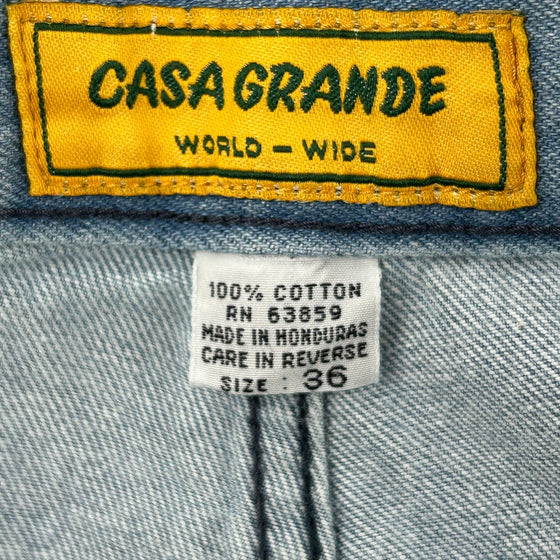 CASA GRANDE
WORLD - WIDE
100% COTTON
RN 63859
MADE IN HONDURAS
CARE IN REVERSE
SIZE : 36